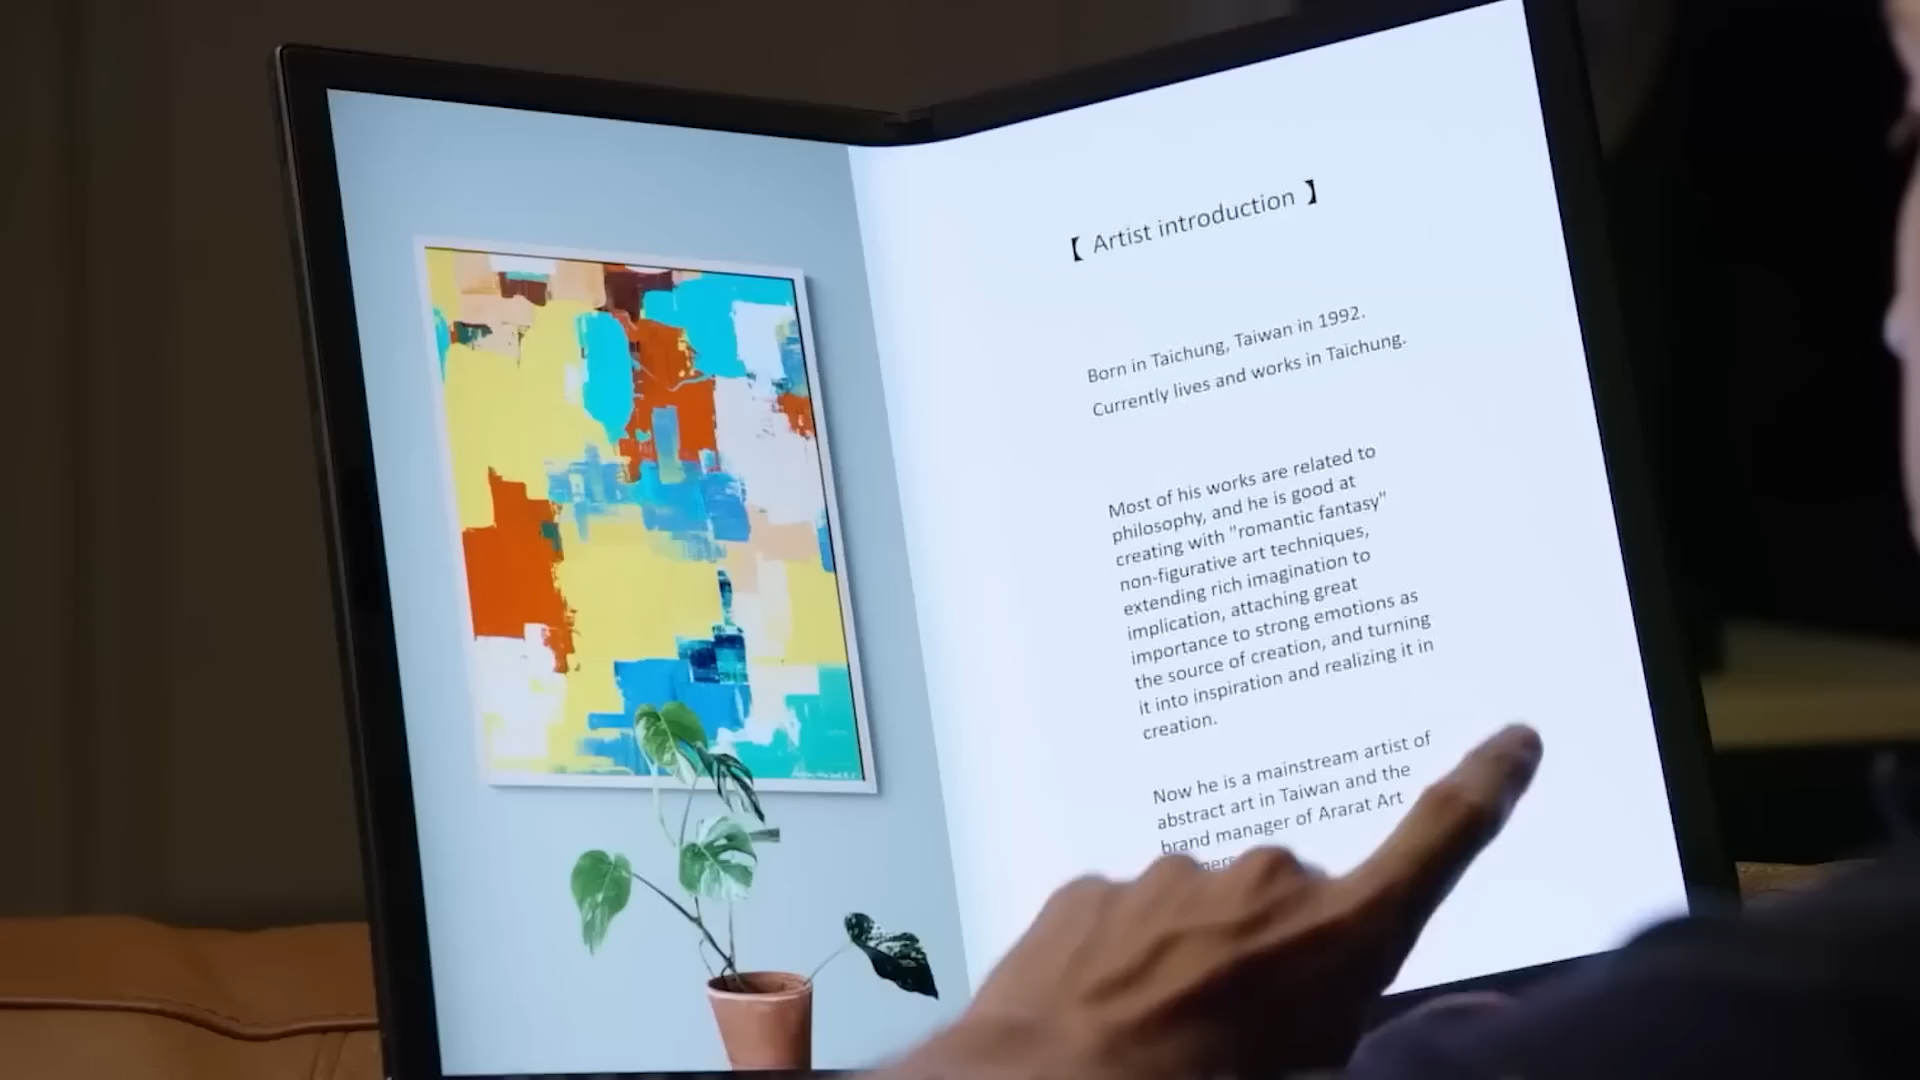 【 Artist introduction 】
Born in Taichung, Taiwan in 1992.
Currently lives and works in Taichung.
Most of his works are related to
philosophy, and he is good at
creating with "romantic fantasy"
non-figurative art techniques,
extending rich imagination to
implication, attaching great
importance to strong emotions as
the source of creation, and turning
it into inspiration and realizing it in
creation.
Now he is a mainstream artist of
abstract art in Taiwan and the
brand manager of Ararat Art